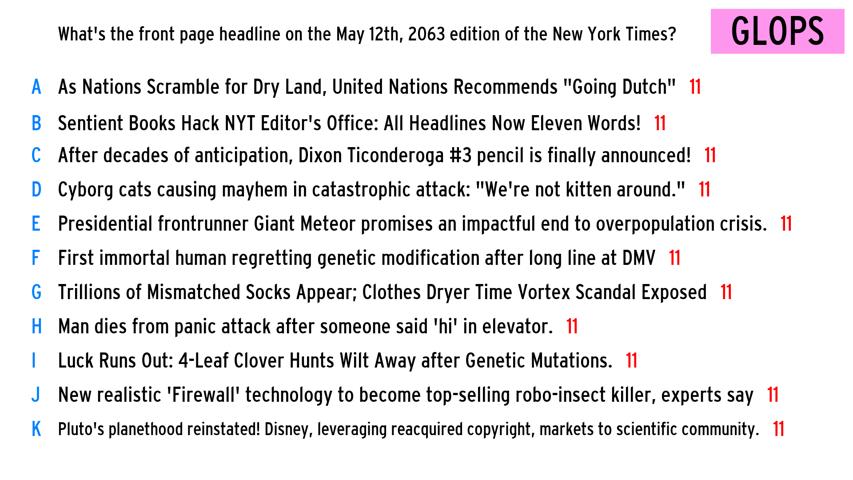 What's the front page headline on the May 12th, 2063 edition of the New York Times?
GLOPS
A As Nations Scramble for Dry Land, United Nations Recommends "Going Dutch" 11
B Sentient Books Hack NYT Editor's Office: All Headlines Now Eleven Words! 11
C After decades of anticipation, Dixon Ticonderoga #3 pencil is finally announced! 11
D Cyborg cats causing mayhem in catastrophic attack: "We're not kitten around." 11
E Presidential frontrunner Giant Meteor promises an impactful end to overpopulation crisis. 11
F First immortal human regretting genetic modification after long line at DMV 11
G Trillions of Mismatched Socks Appear; Clothes Dryer Time Vortex Scandal Exposed 11
H Man dies from panic attack after someone said 'hi' in elevator. 11
I Luck Runs Out: 4-Leaf Clover Hunts Wilt Away after Genetic Mutations. 11
J New realistic 'Firewall' technology to become top-selling robo-insect killer, experts say 11
K Pluto's planethood reinstated! Disney, leveraging reacquired copyright, markets to scientific community. 11